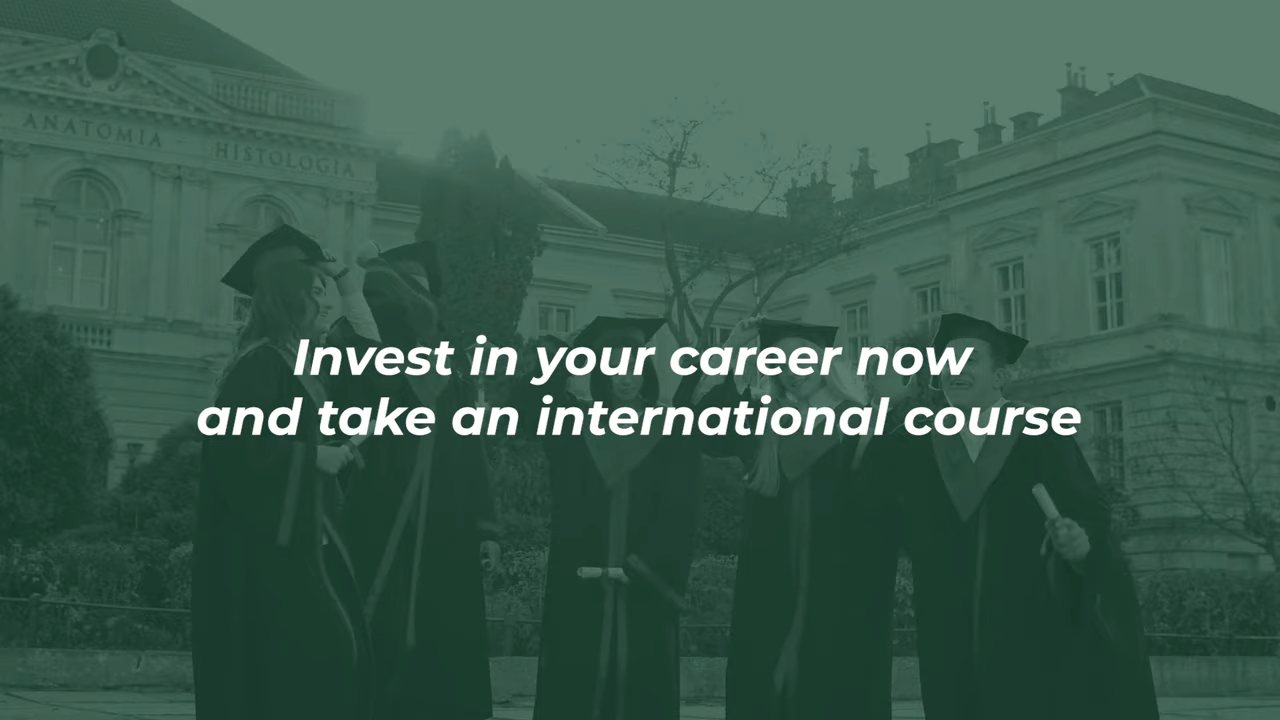 ANATOMIA · HISTOLOGIA
Invest in your career now
and take an international course